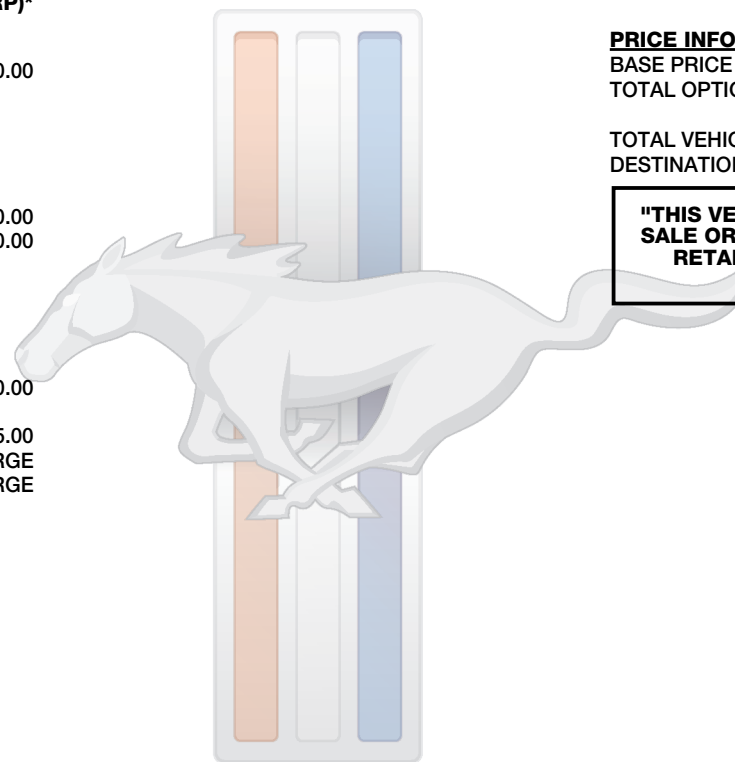 RP)*
0.00
0.00
0.00
0.00
5.00
RGE
RGE
PRICE INFO
BASE PRICE
TOTAL OPTIO
TOTAL VEHIC
DESTINATION
"THIS VE
SALE OR
RETAI